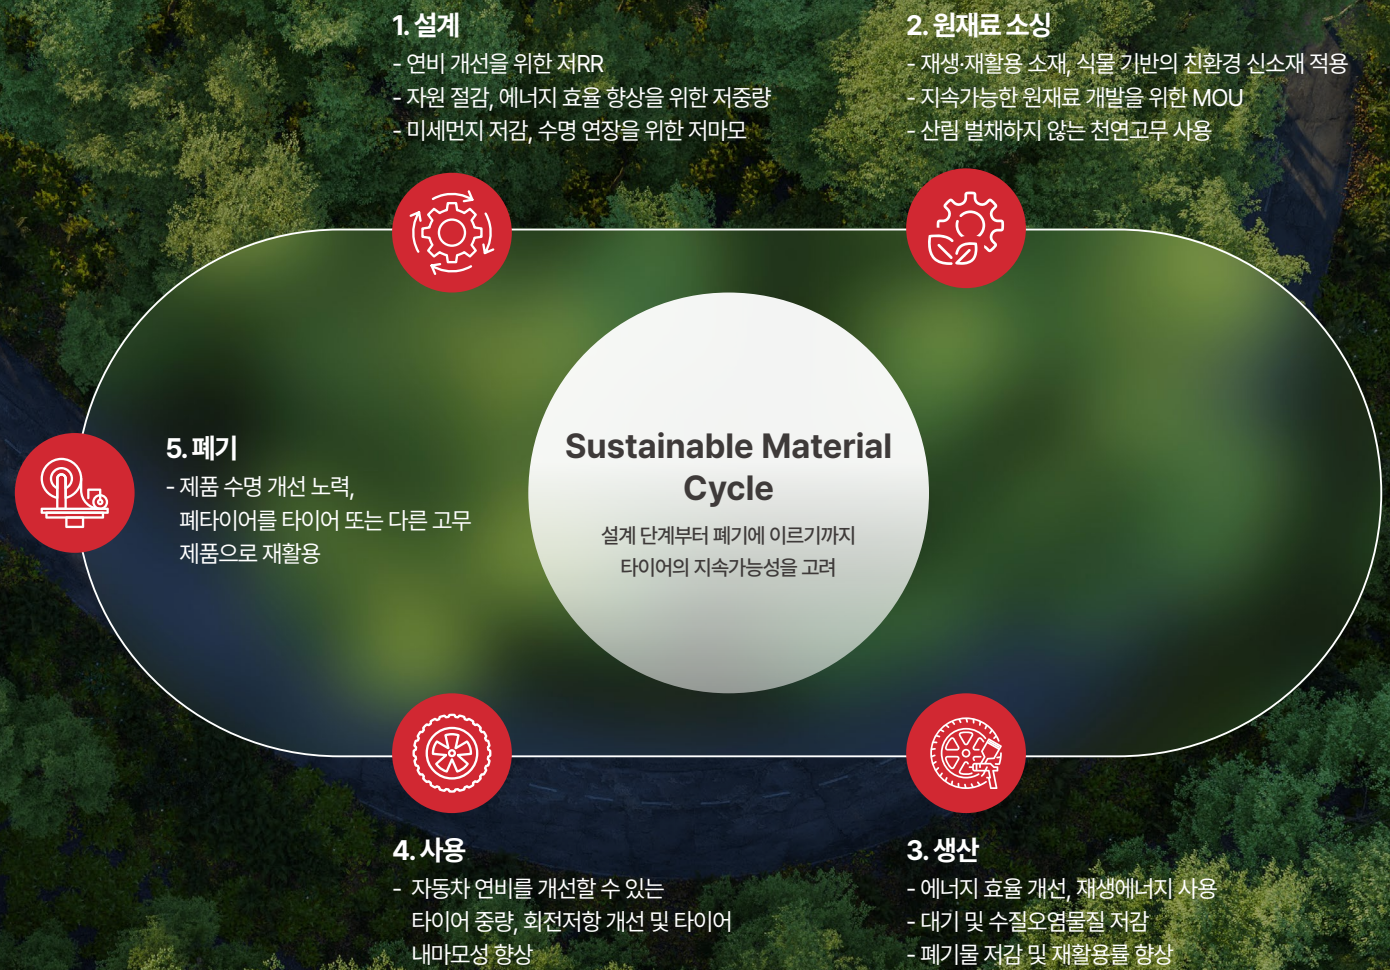 1. 설계
- 연비 개선을 위한 저RR
- 자원 절감, 에너지 효율 향상을 위한 저중량
- 미세먼지 저감, 수명 연장을 위한 저마모
2. 원재료 소싱
- 재생·재활용 소재, 식물 기반의 친환경 신소재 적용
- 지속가능한 원재료 개발을 위한 MOU
- 산림 벌채하지 않는 천연고무 사용
Sustainable Material
Cycle
설계 단계부터 폐기에 이르기까지
타이어의 지속가능성을 고려
5. 폐기
- 제품 수명 개선 노력,
폐타이어를 타이어 또는 다른 고무
제품으로 재활용
4. 사용
- 자동차 연비를 개선할 수 있는
타이어 중량, 회전저항 개선 및 타이어
내마모성 향상
3. 생산
- 에너지 효율 개선, 재생에너지 사용
- 대기 및 수질오염물질 저감
- 폐기물 저감 및 재활용률 향상